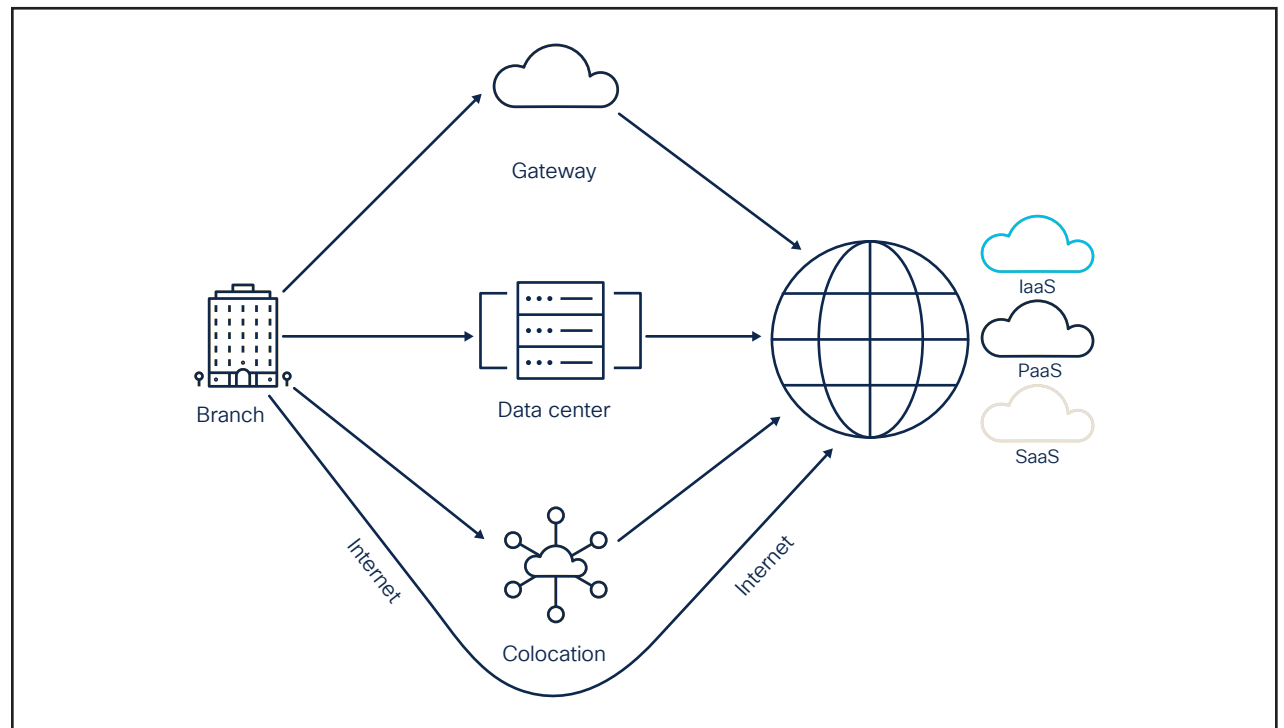 Gateway
IaaS
PaaS
Branch
Data center
SaaS
Internet
Internet
Colocation